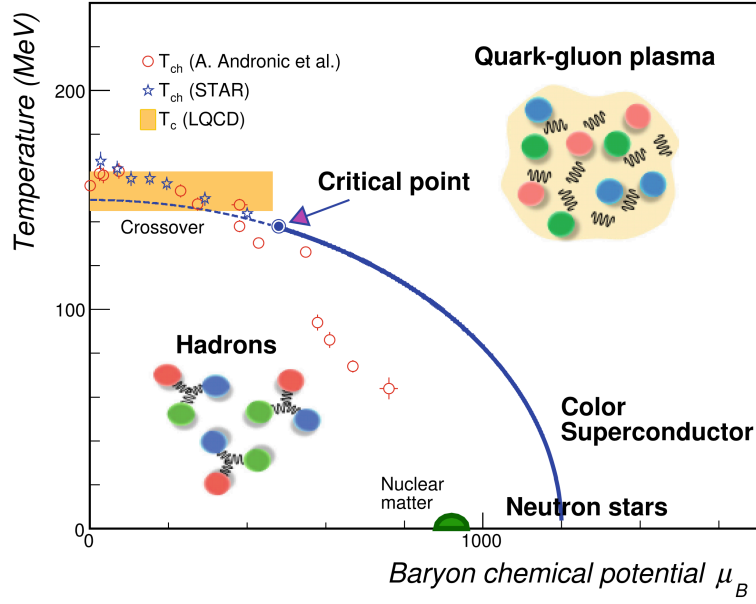 Temperature (MeV)
200
100
0
T_ch (A. Andronic et al.)
T_ch (STAR)
T_c (LQCD)
Quark-gluon plasma
Critical point
Crossover
Hadrons
Color
Superconductor
Nuclear
matter
Neutron stars
0
1000
Baryon chemical potential μ_B